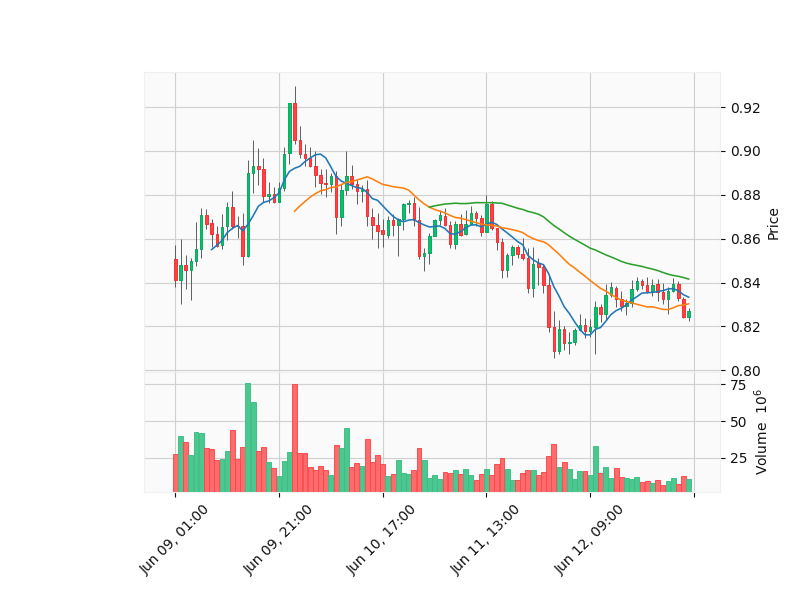 0.92
0.90
0.88
0.86
0.84
0.82
0.80
Price
75
50
25
Volume 10^6
Jun 09, 01:00
Jun 09, 21:00
Jun 10, 17:00
Jun 11, 13:00
Jun 12, 09:00